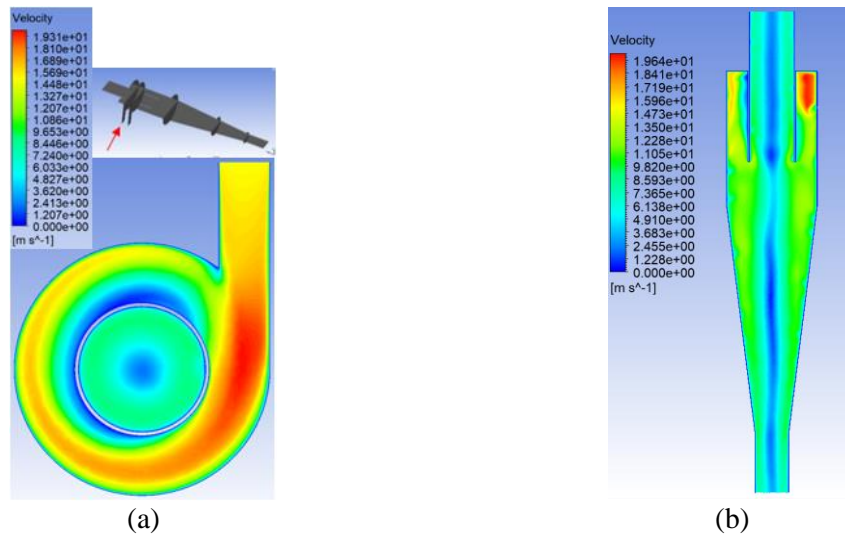 Velocity
1.931e+01
1.810e+01
1.689e+01
1.569e+01
1.448e+01
1.327e+01
1.207e+01
1.086e+01
9.653e+00
8.446e+00
7.240e+00
6.033e+00
4.827e+00
3.620e+00
2.413e+00
1.207e+00
0.000e+00
[m s^-1]
(a)
Velocity
1.964e+01
1.841e+01
1.719e+01
1.596e+01
1.473e+01
1.350e+01
1.228e+01
1.105e+01
9.820e+00
8.593e+00
7.365e+00
6.138e+00
4.910e+00
3.683e+00
2.455e+00
1.228e+00
0.000e+00
[m s^-1]
(b)